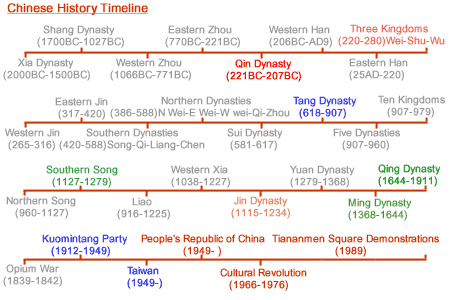 Chinese History Timeline
Shang Dynasty
(1700BC-1027BC)
Eastern Zhou
(770BC-221BC)
Western Han
(206BC-AD9)
Three Kingdoms
(220-280)Wei-Shu-Wu
Xia Dynasty
(2000BC-1500BC)
Western Zhou
(1066BC-771BC)
Qin Dynasty
(221BC-207BC)
Eastern Han
(25AD-220)
Eastern Jin
(317-420)
Northern Dynasties
(386-588)N Wei-E Wei-W wei-Qi-Zhou
Tang Dynasty
(618-907)
Ten Kingdoms
(907-979)
Western Jin
(265-316)
Southern Dynasties
(420-588)Song-Qi-Liang-Chen
Sui Dynasty
(581-617)
Five Dynasties
(907-960)
Southern Song
(1127-1279)
Western Xia
(1038-1227)
Yuan Dynasty
(1279-1368)
Qing Dynasty
(1644-1911)
Northern Song
(960-1127)
Liao
(916-1225)
Jin Dynasty
(1115-1234)
Ming Dynasty
(1368-1644)
Kuomintang Party
(1912-1949)
People's Republic of China
(1949- )
Tiananmen Square Demonstrations
(1989)
Opium War
(1839-1842)
Taiwan
(1949-)
Cultural Revolution
(1966-1976)